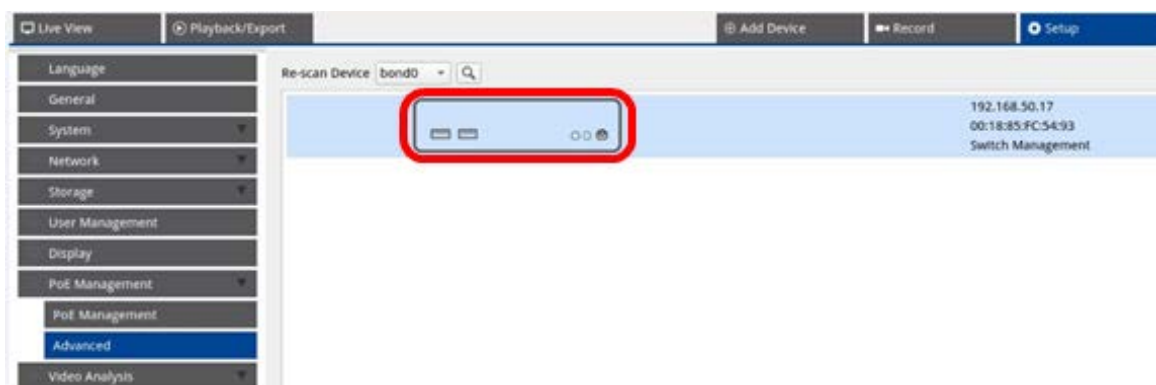 Live View
Playback/Export
Add Device
Record
Setup
Language
General
System
Network
Storage
User Management
Display
PoE Management
PoE Management
Advanced
Video Analysis
Re-scan Device bond0
192.168.50.17
00:18:85:FC:54:93
Switch Management